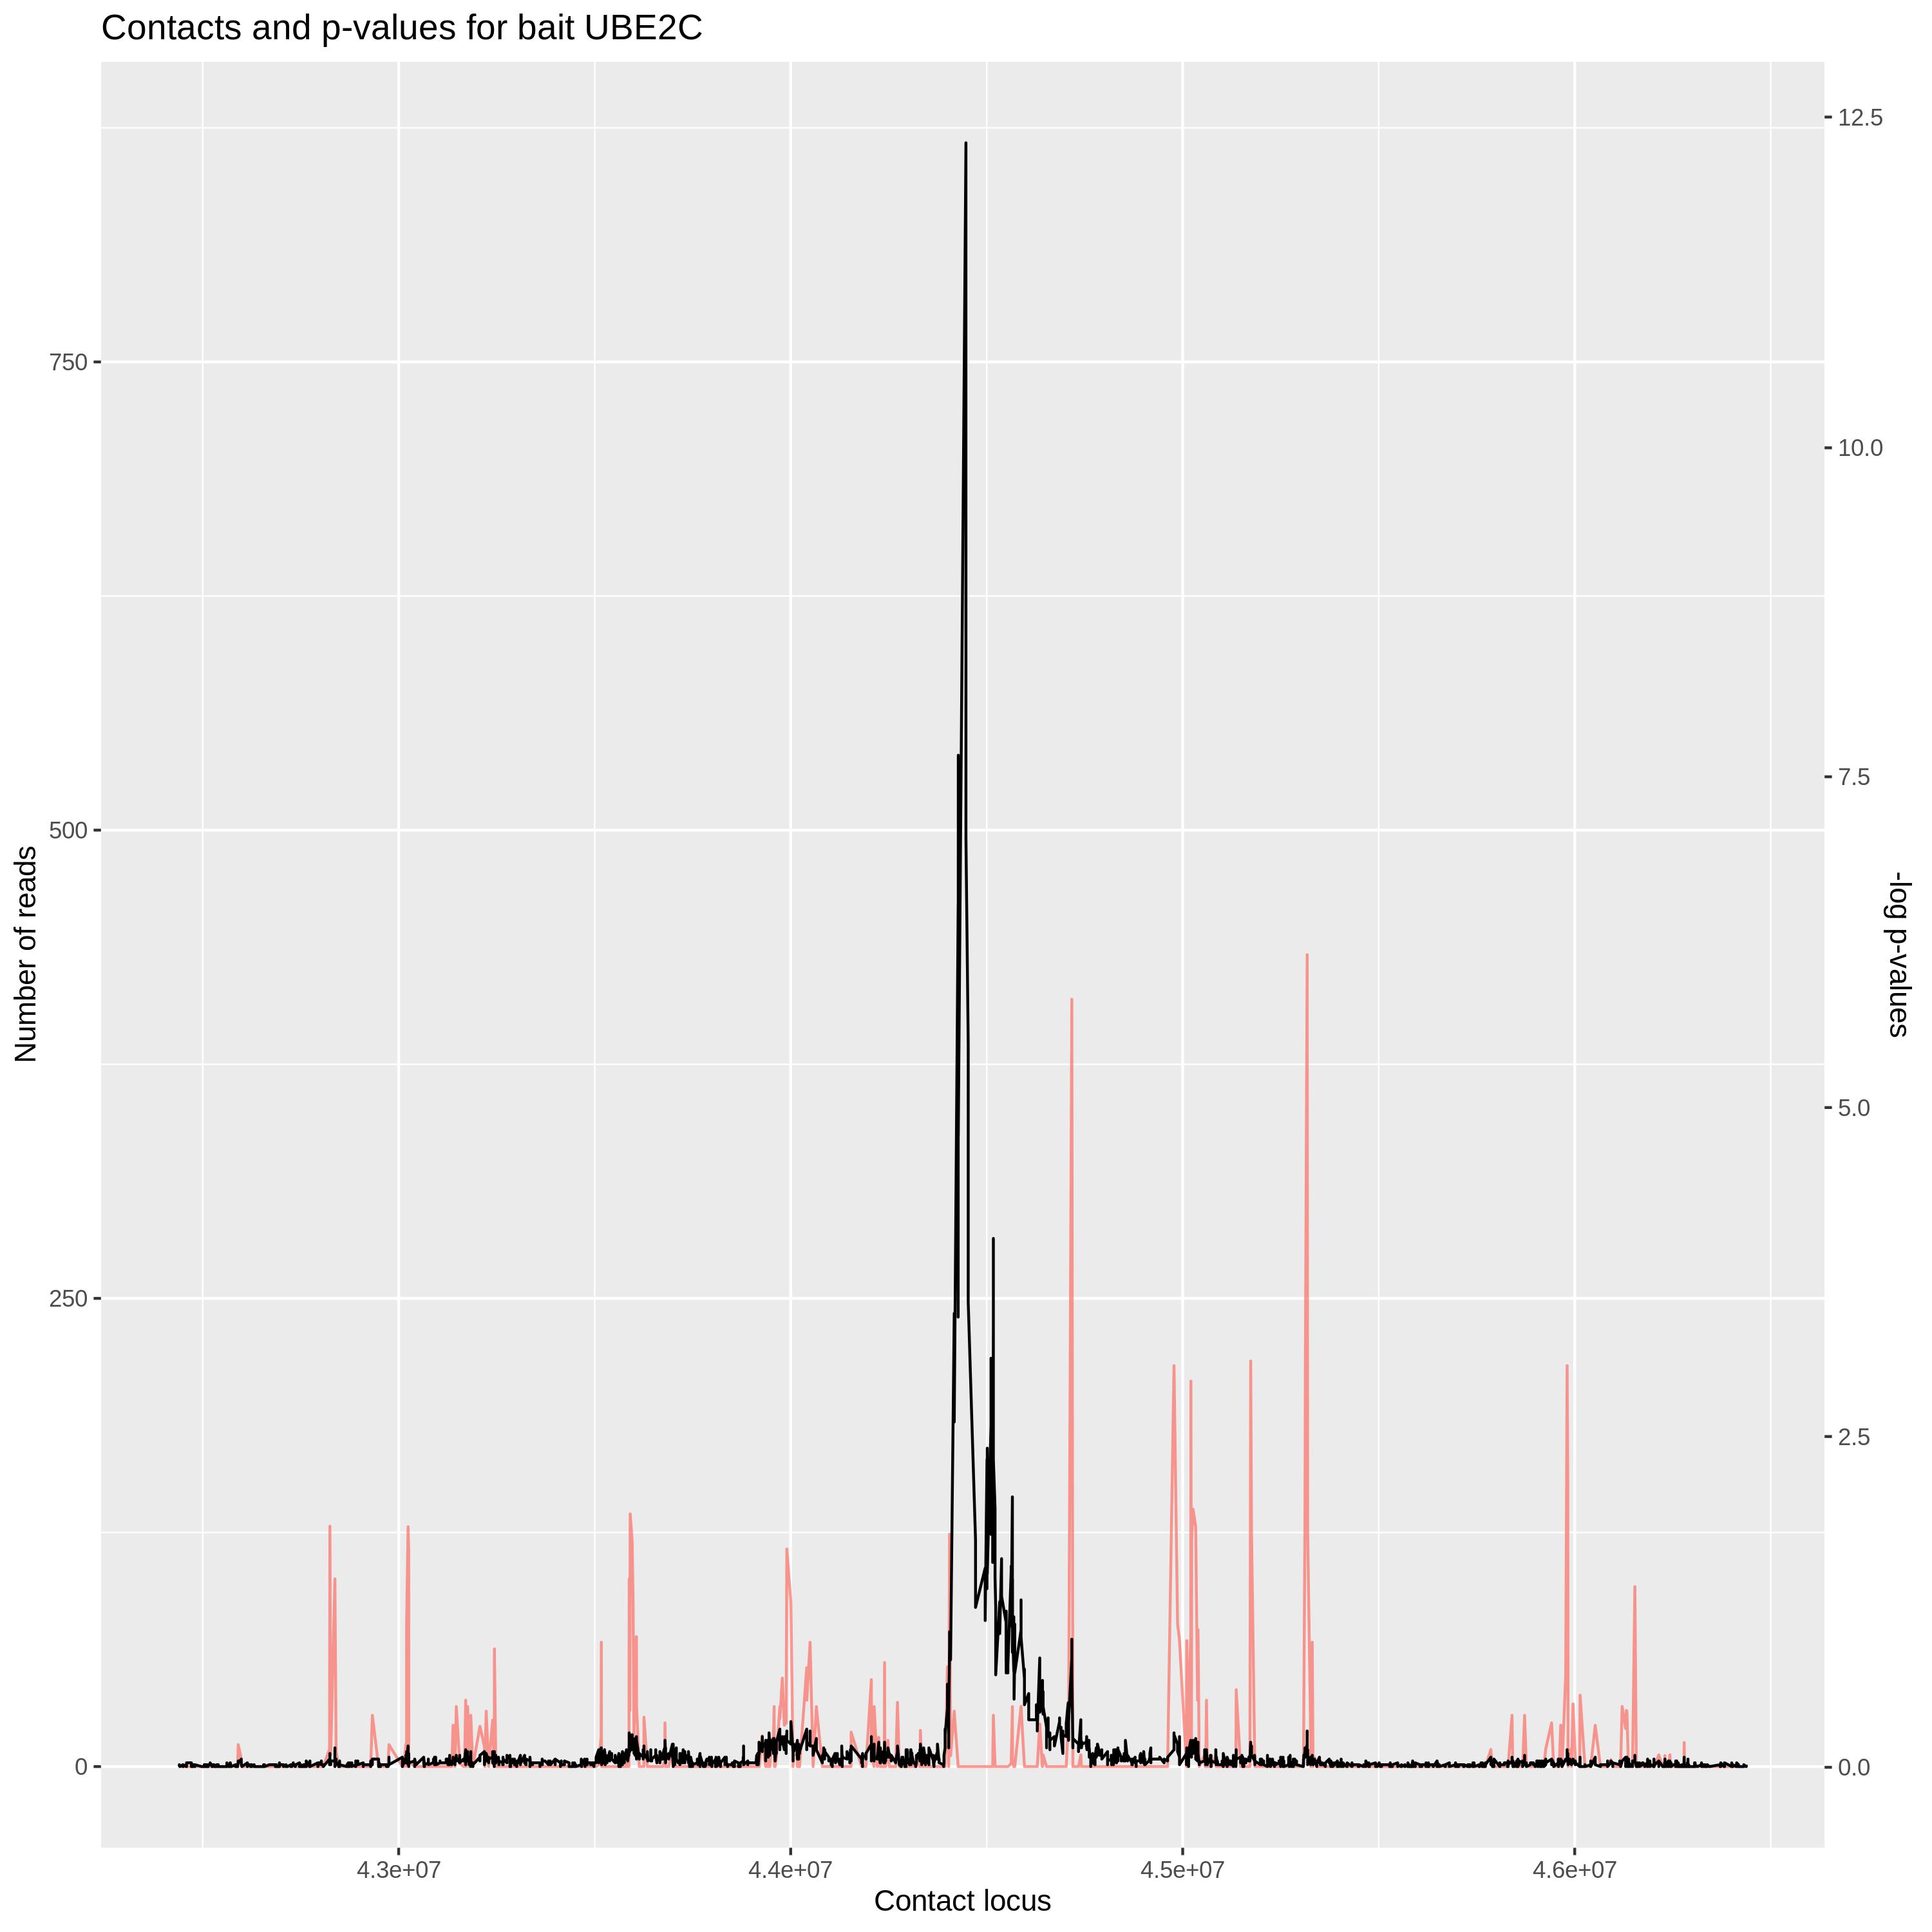 Contacts and p-values for bait UBE2C
Number of reads
750
500
250
0
12.5
10.0
7.5
5.0
2.5
0.0
-log p-values
4.3e+07
4.4e+07
4.5e+07
4.6e+07
Contact locus